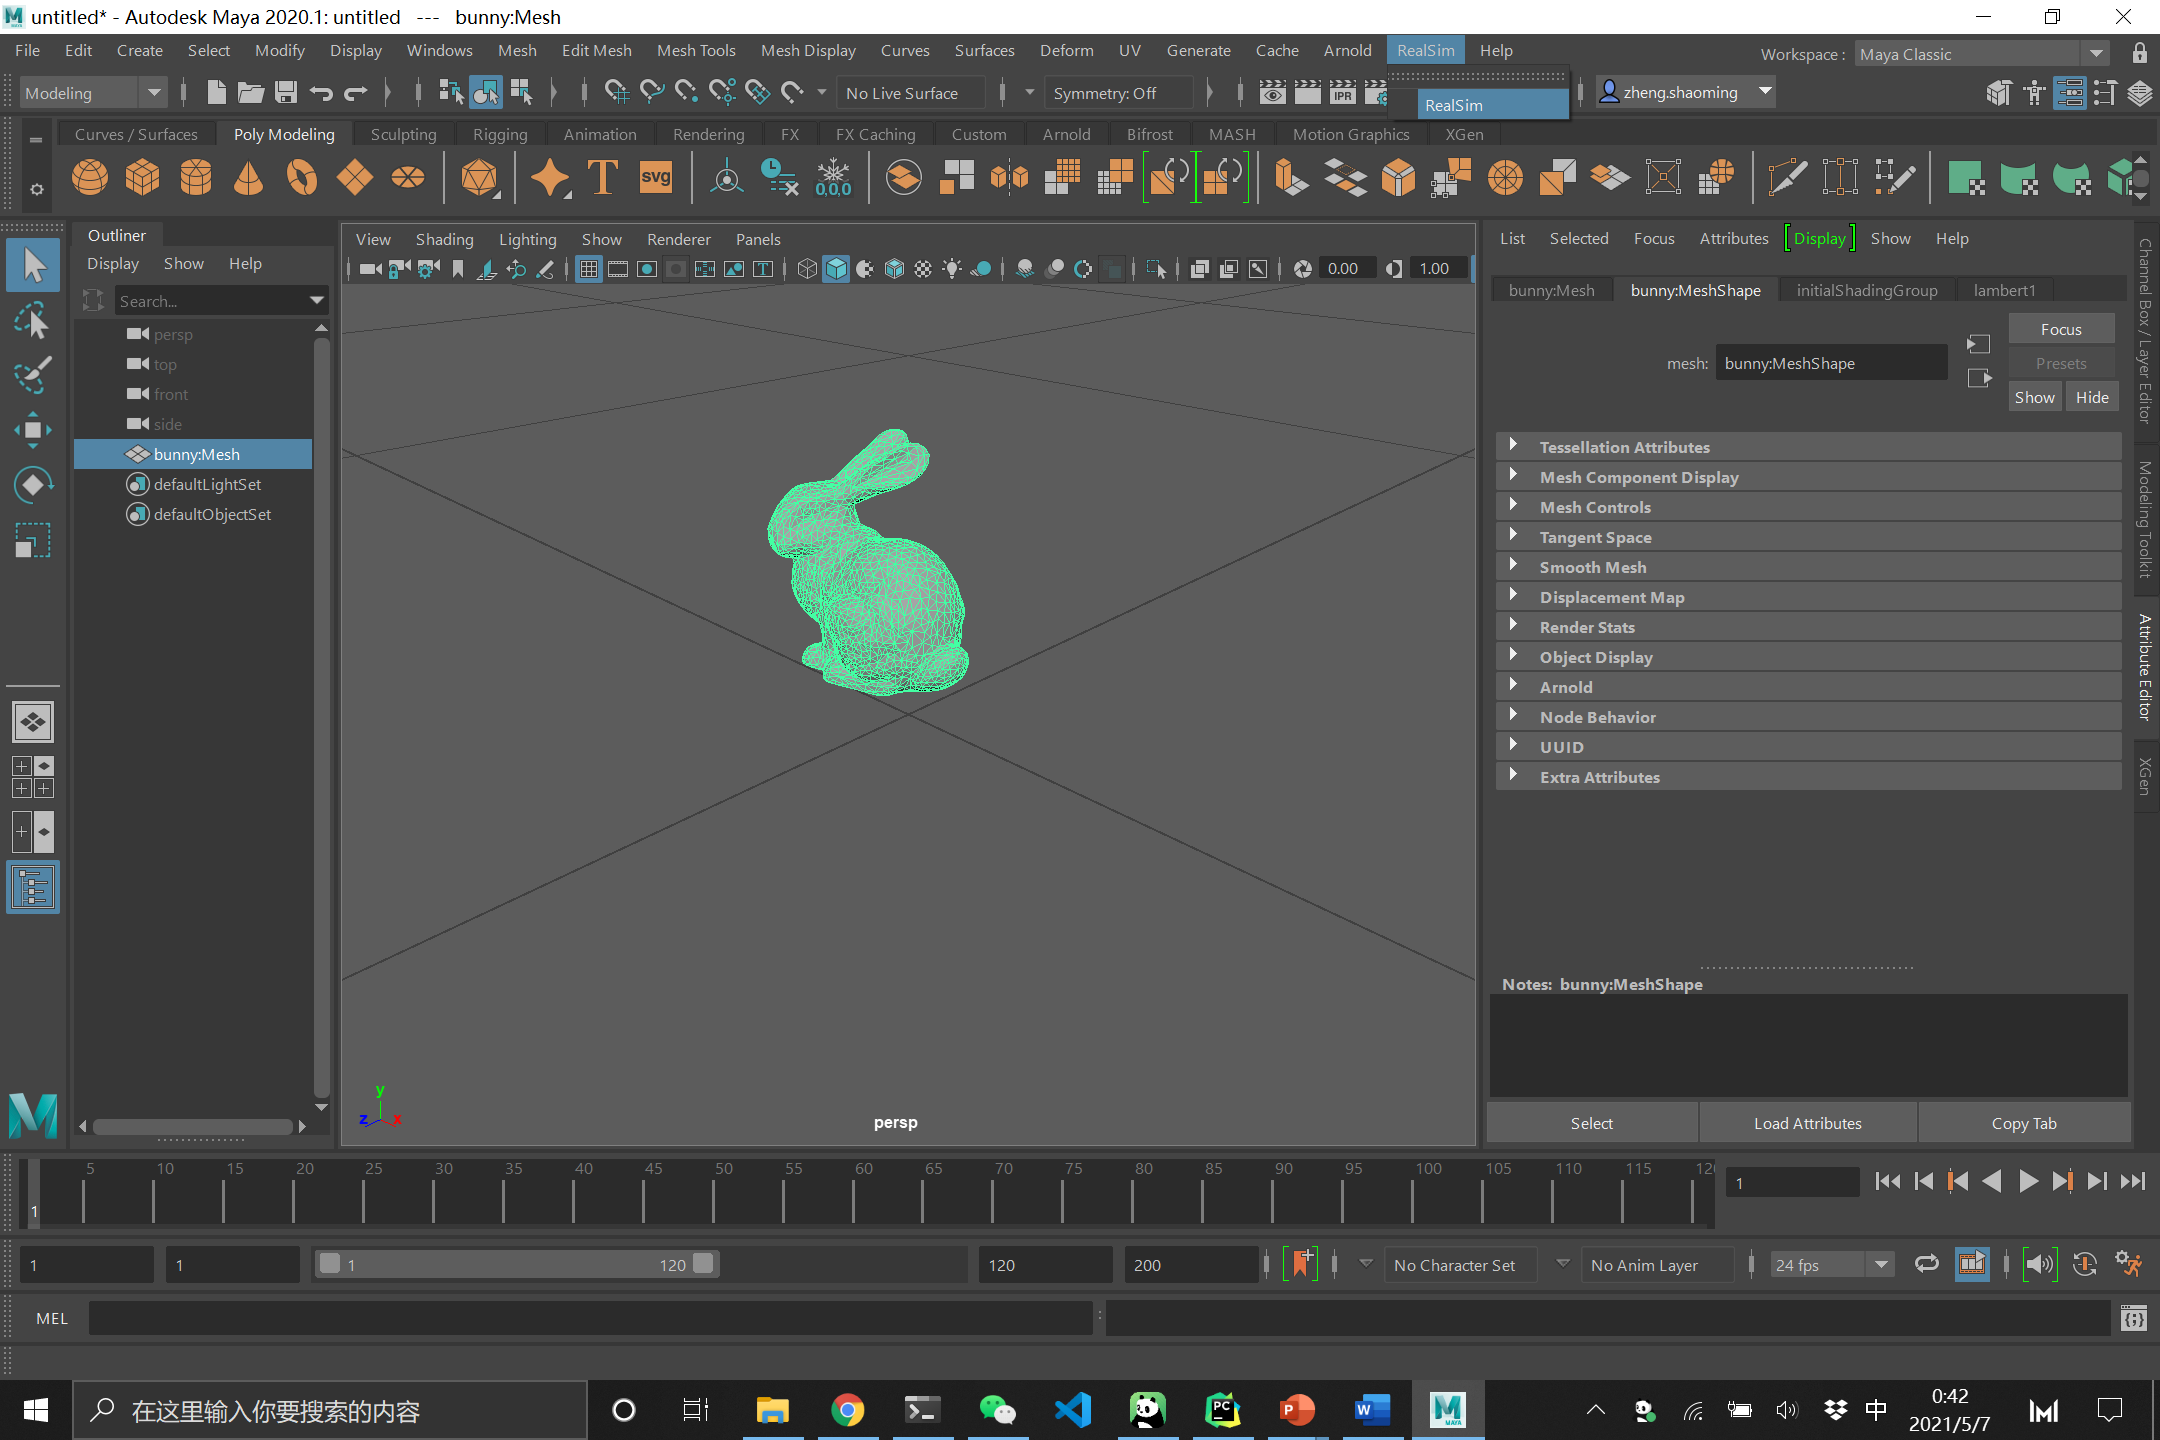 untitled* - Autodesk Maya 2020.1: untitled   ---   bunny:Mesh
File Edit Create Select Modify Display Windows Mesh Edit Mesh Mesh Tools Mesh Display Curves Surfaces Deform UV Generate Cache Arnold RealSim Help
Workspace : Maya Classic
Modeling No Live Surface Symmetry: Off IPR RealSim zheng.shaoming
Curves / Surfaces Poly Modeling Sculpting Rigging Animation Rendering FX FX Caching Custom Arnold Bifrost MASH Motion Graphics XGen
T svg 0,0,0
Outliner
Display Show Help
Search...
persp
top
front
side
bunny:Mesh
defaultLightSet
defaultObjectSet
View Shading Lighting Show Renderer Panels
0.00 1.00
y
z x
persp
List Selected Focus Attributes Display Show Help
bunny:Mesh bunny:MeshShape initialShadingGroup lambert1
Focus
mesh: bunny:MeshShape
Presets
Show Hide
Tessellation Attributes
Mesh Component Display
Mesh Controls
Tangent Space
Smooth Mesh
Displacement Map
Render Stats
Object Display
Arnold
Node Behavior
UUID
Extra Attributes
Notes: bunny:MeshShape
Select Load Attributes Copy Tab
Channel Box / Layer Editor
Modeling Toolkit
Attribute Editor
XGen
5 10 15 20 25 30 35 40 45 50 55 60 65 70 75 80 85 90 95 100 105 110 115 12
1
1
1 1 1 120 120 200 No Character Set No Anim Layer 24 fps
MEL
:
在这里输入你要搜索的内容
PC
P
W
MAYA
中
0:42
2021/5/7